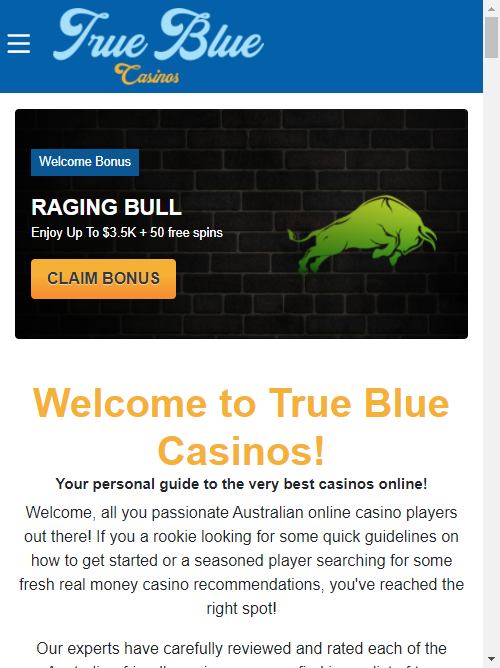 True Blue
Casinos
Welcome Bonus
RAGING BULL
Enjoy Up To $3.5K + 50 free spins
CLAIM BONUS
Welcome to True Blue
Casinos!
Your personal guide to the very best casinos online!
Welcome, all you passionate Australian online casino players
out there! If you a rookie looking for some quick guidelines on
how to get started or a seasoned player searching for some
fresh real money casino recommendations, you've reached the
right spot!
Our experts have carefully reviewed and rated each of the